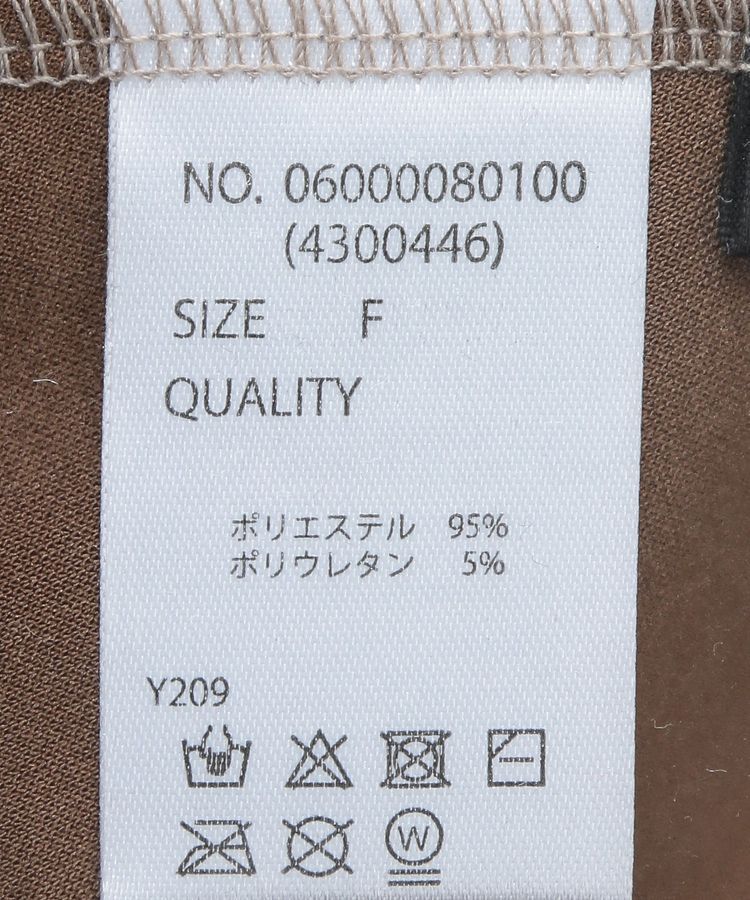 NO. 06000080100
(4300446)
SIZE F
QUALITY
ポリエステル 95%
ポリウレタン 5%
Y209
W